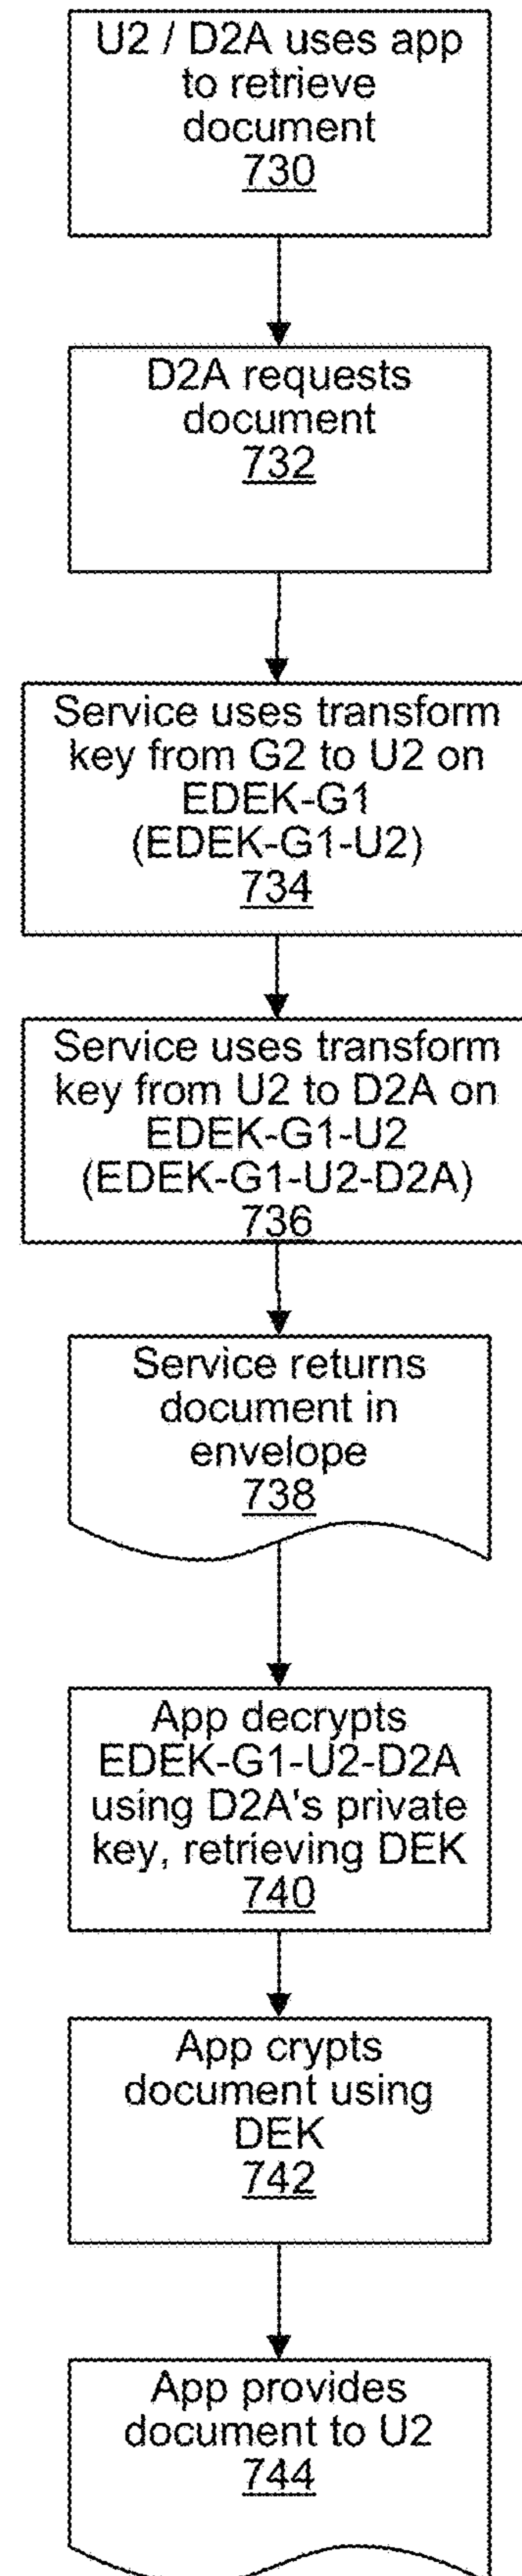 U2 / D2A uses app
to retrieve
document
730
D2A requests
document
732
Service uses transform
key from G2 to U2 on
EDEK-G1
(EDEK-G1-U2)
734
Service uses transform
key from U2 to D2A on
EDEK-G1-U2
(EDEK-G1-U2-D2A)
736
Service returns
document in
envelope
738
App decrypts
EDEK-G1-U2-D2A
using D2A's private
key, retrieving DEK
740
App crypts
document using
DEK
742
App provides
document to U2
744